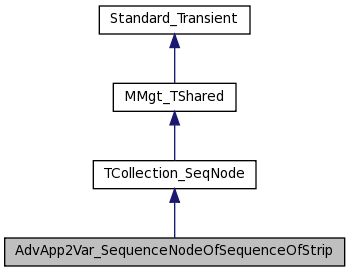 Standard_Transient
MMgt_TShared
TCollection_SeqNode
AdvApp2Var_SequenceNodeOfSequenceOfStrip